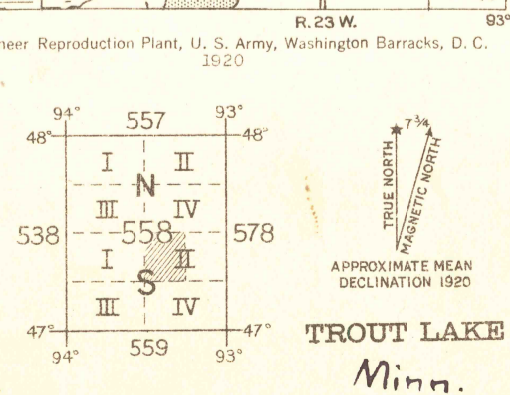 R. 23 W.
93°
neer Reproduction Plant, U. S. Army, Washington Barracks, D. C.
1920
94° 93°
557
48° 48°
I II
N
III IV
538 558 578
I II
S
III IV
47° 47°
94° 559 93°
7¾
TRUE NORTH
MAGNETIC NORTH
APPROXIMATE MEAN
DECLINATION 1920
TROUT LAKE
Minn.